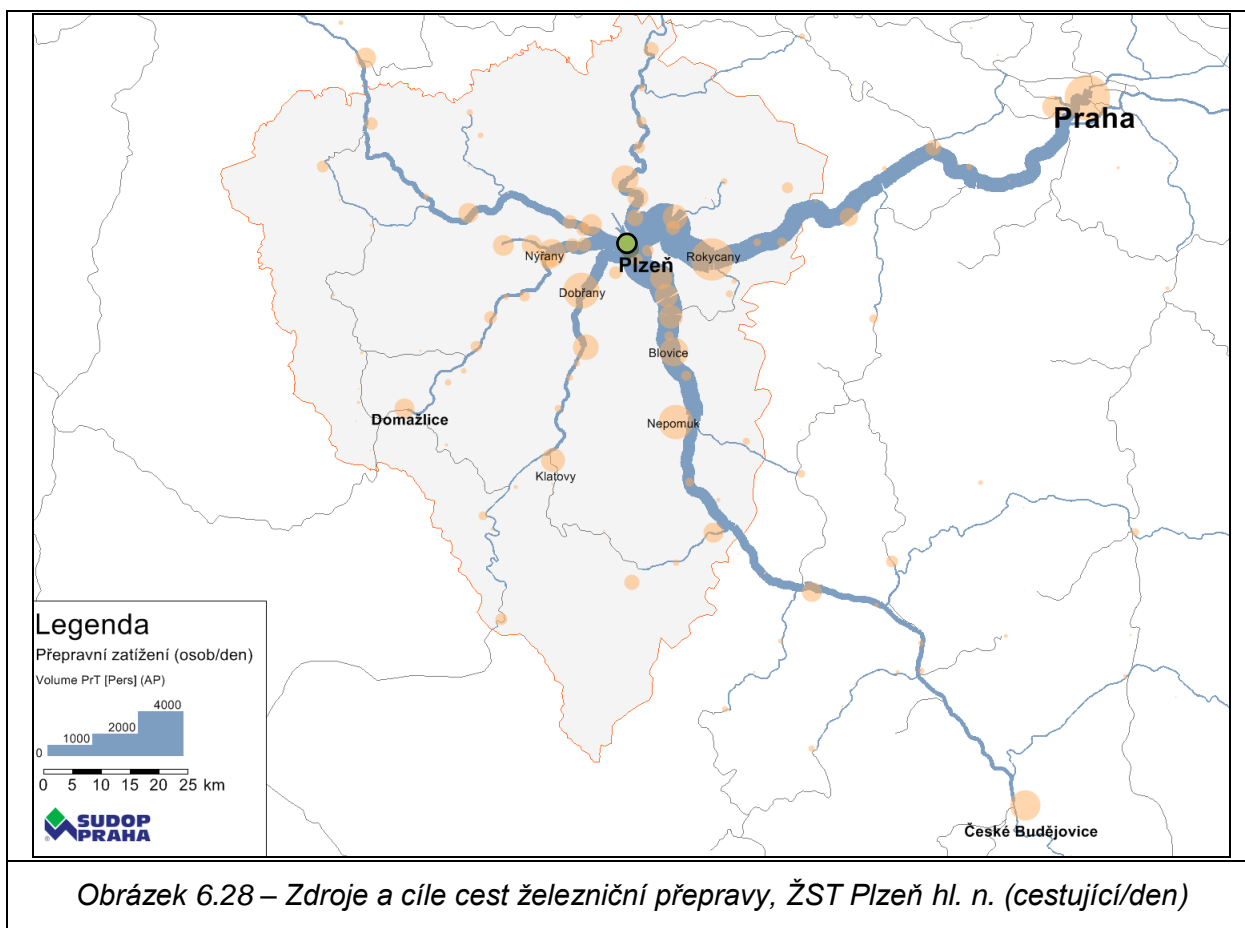 Praha
Plzeň
Rokycany
Nýřany
Dobřany
Blovice
Domažlice
Nepomuk
Klatovy
České Budějovice
Legenda
Přepravní zatížení (osob/den)
Volume PrT [Pers] (AP)
0 1000 2000 4000
0 5 10 15 20 25 km
SUDOP
PRAHA
Obrázek 6.28 – Zdroje a cíle cest železniční přepravy, ŽST Plzeň hl. n. (cestující/den)